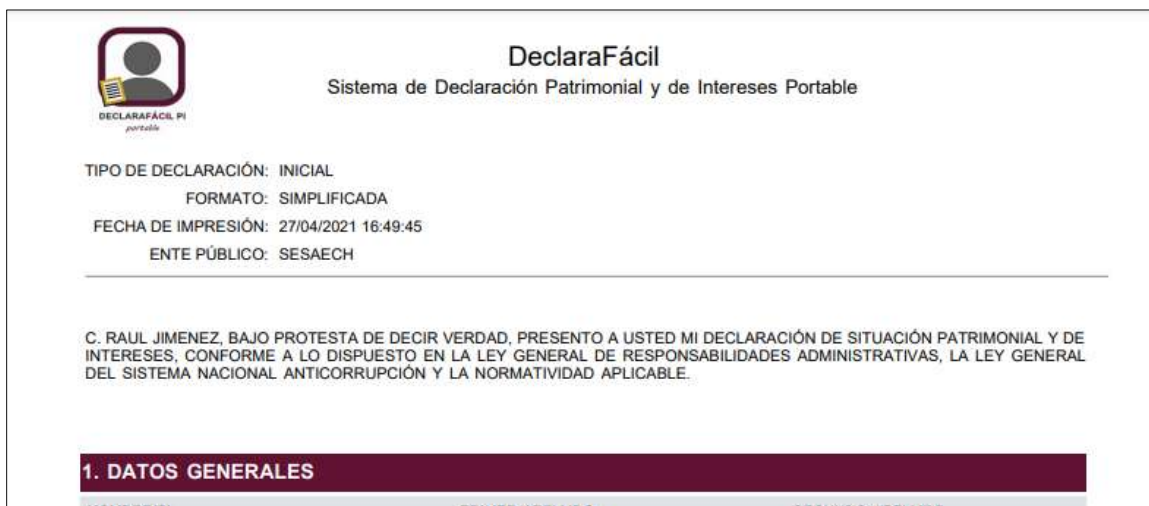 DeclaraFácil
Sistema de Declaración Patrimonial y de Intereses Portable
DECLARAFÁCIL PI
portable
TIPO DE DECLARACIÓN: INICIAL
FORMATO: SIMPLIFICADA
FECHA DE IMPRESIÓN: 27/04/2021 16:49:45
ENTE PÚBLICO: SESAECH
C. RAUL JIMENEZ, BAJO PROTESTA DE DECIR VERDAD, PRESENTO A USTED MI DECLARACIÓN DE SITUACIÓN PATRIMONIAL Y DE
INTERESES, CONFORME A LO DISPUESTO EN LA LEY GENERAL DE RESPONSABILIDADES ADMINISTRATIVAS, LA LEY GENERAL
DEL SISTEMA NACIONAL ANTICORRUPCIÓN Y LA NORMATIVIDAD APLICABLE.
1. DATOS GENERALES